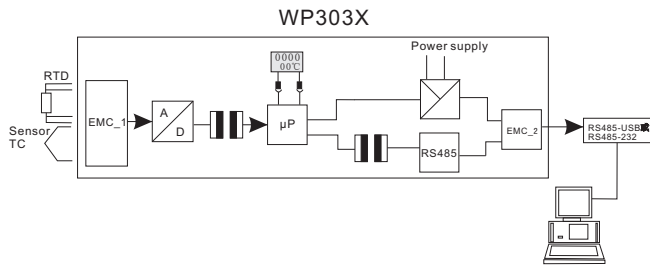 WP303X
Power supply
0000
00℃
RTD
EMC_1
A
D
μP
EMC_2
Sensor
TC
RS485
RS485-USB
RS485-232